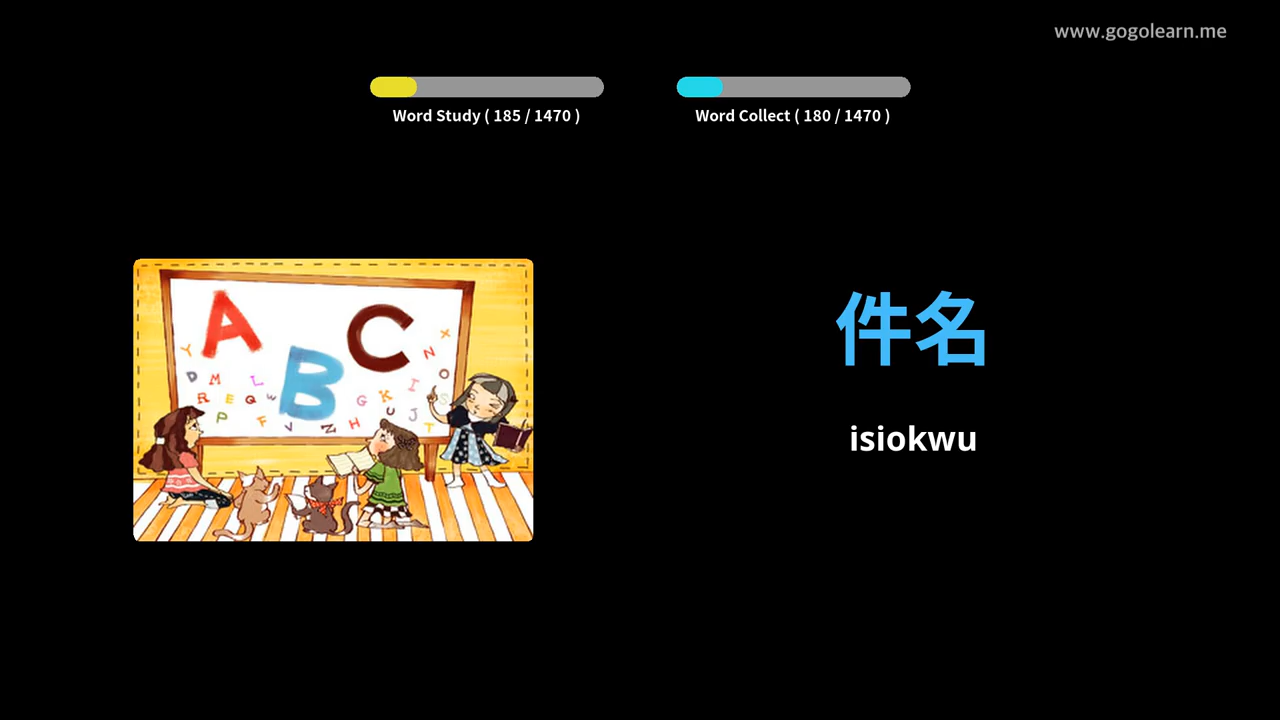 www.gogolearn.me
Word Study ( 185 / 1470 )
Word Collect ( 180 / 1470 )
A
B
C
X
Y
N
D
M
L
O
R
E
Q
W
G
K
I
S
P
F
V
Z
H
U
J
T
件名
isiokwu